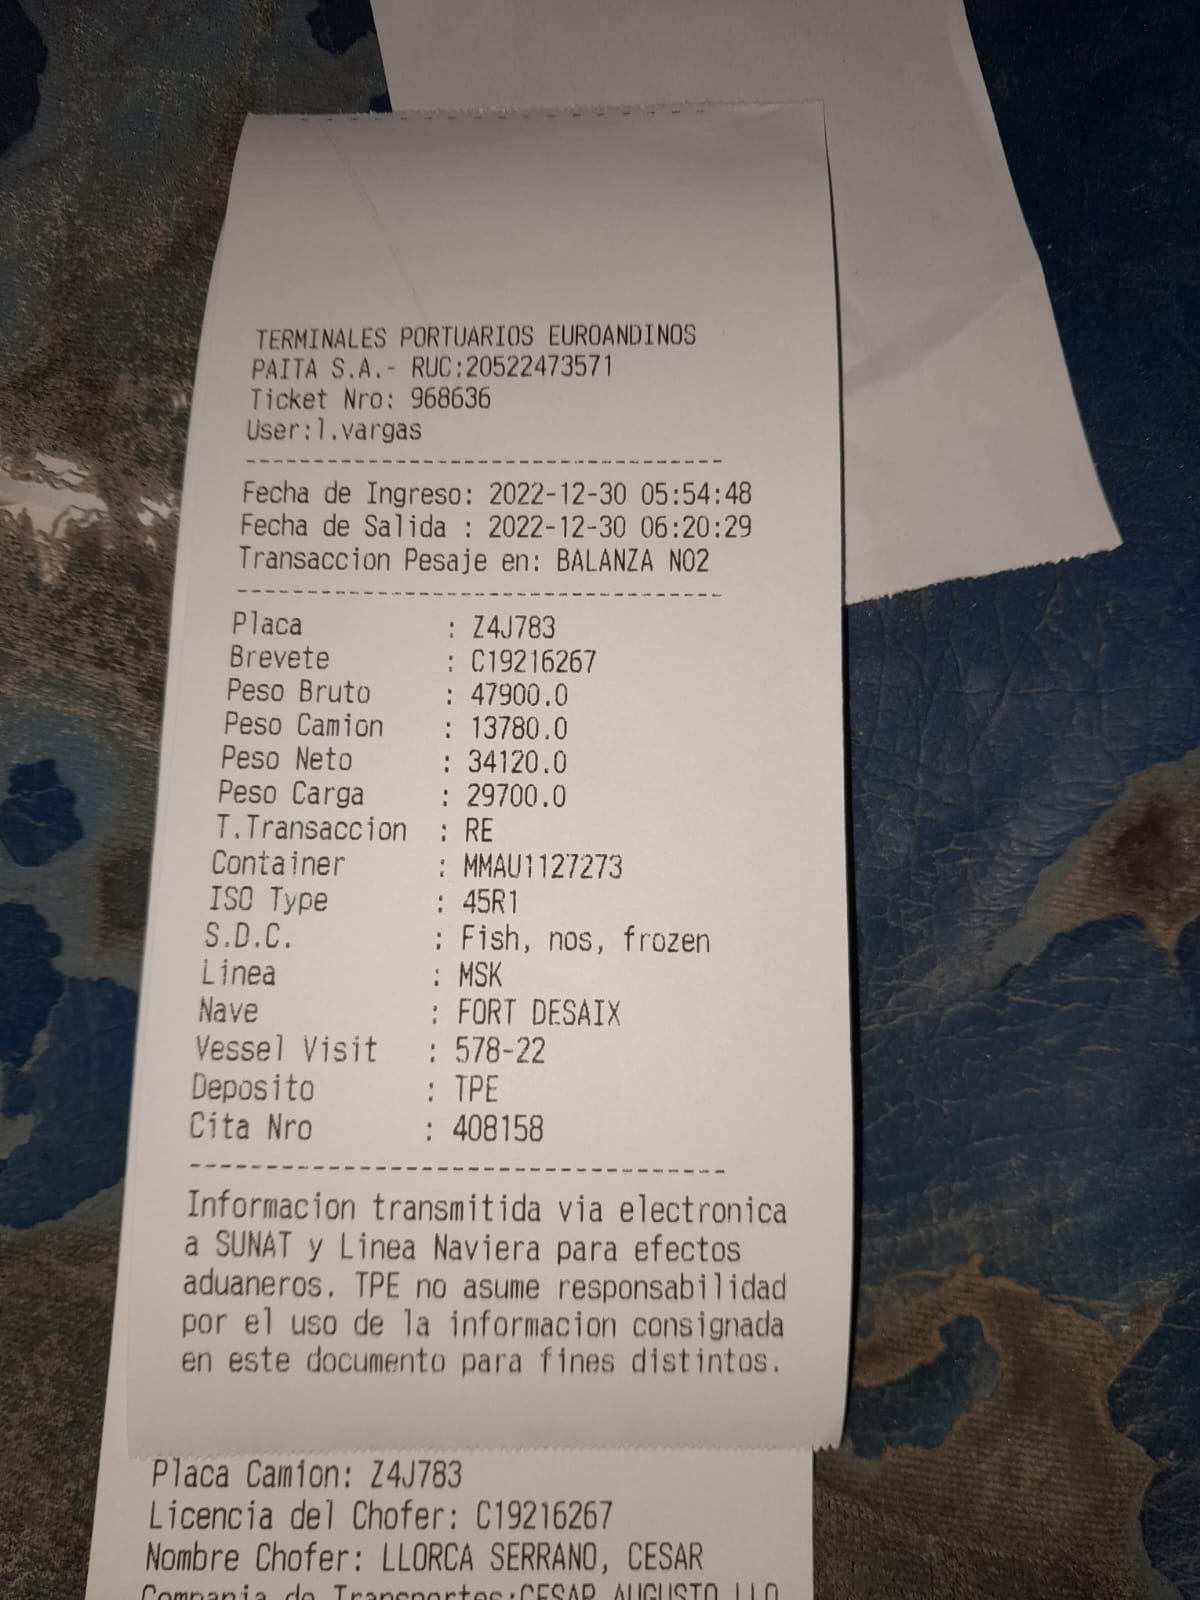 TERMINALES PORTUARIOS EUROANDINOS
PAITA S.A.- RUC:20522473571
Ticket Nro: 968636
User:l.vargas
---------------------------------
Fecha de Ingreso: 2022-12-30 05:54:48
Fecha de Salida : 2022-12-30 06:20:29
Transaccion Pesaje en: BALANZA NO2
---------------------------------
Placa : Z4J783
Brevete : C19216267
Peso Bruto : 47900.0
Peso Camion : 13780.0
Peso Neto : 34120.0
Peso Carga : 29700.0
T.Transaccion : RE
Container : MMAU1127273
ISO Type : 45R1
S.D.C. : Fish, nos, frozen
Linea : MSK
Nave : FORT DESAIX
Vessel Visit : 578-22
Deposito : TPE
Cita Nro : 408158
---------------------------------
Informacion transmitida via electronica
a SUNAT y Linea Naviera para efectos
aduaneros. TPE no asume responsabilidad
por el uso de la informacion consignada
en este documento para fines distintos.
Placa Camion: Z4J783
Licencia del Chofer: C19216267
Nombre Chofer: LLORCA SERRANO, CESAR
Compania de Transportes:CESAR AUGUSTO LLO